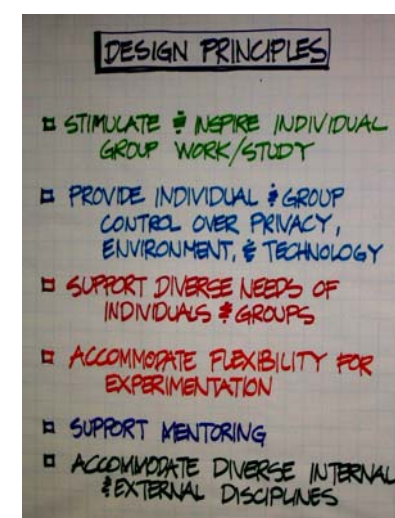 DESIGN PRINCIPLES
STIMULATE & INSPIRE INDIVIDUAL
GROUP WORK/STUDY
PROVIDE INDIVIDUAL & GROUP
CONTROL OVER PRIVACY,
ENVIRONMENT, & TECHNOLOGY
SUPPORT DIVERSE NEEDS OF
INDIVIDUALS & GROUPS
ACCOMMODATE FLEXIBILITY FOR
EXPERIMENTATION
SUPPORT MENTORING
ACCOMMODATE DIVERSE INTERNAL
& EXTERNAL DISCIPLINES